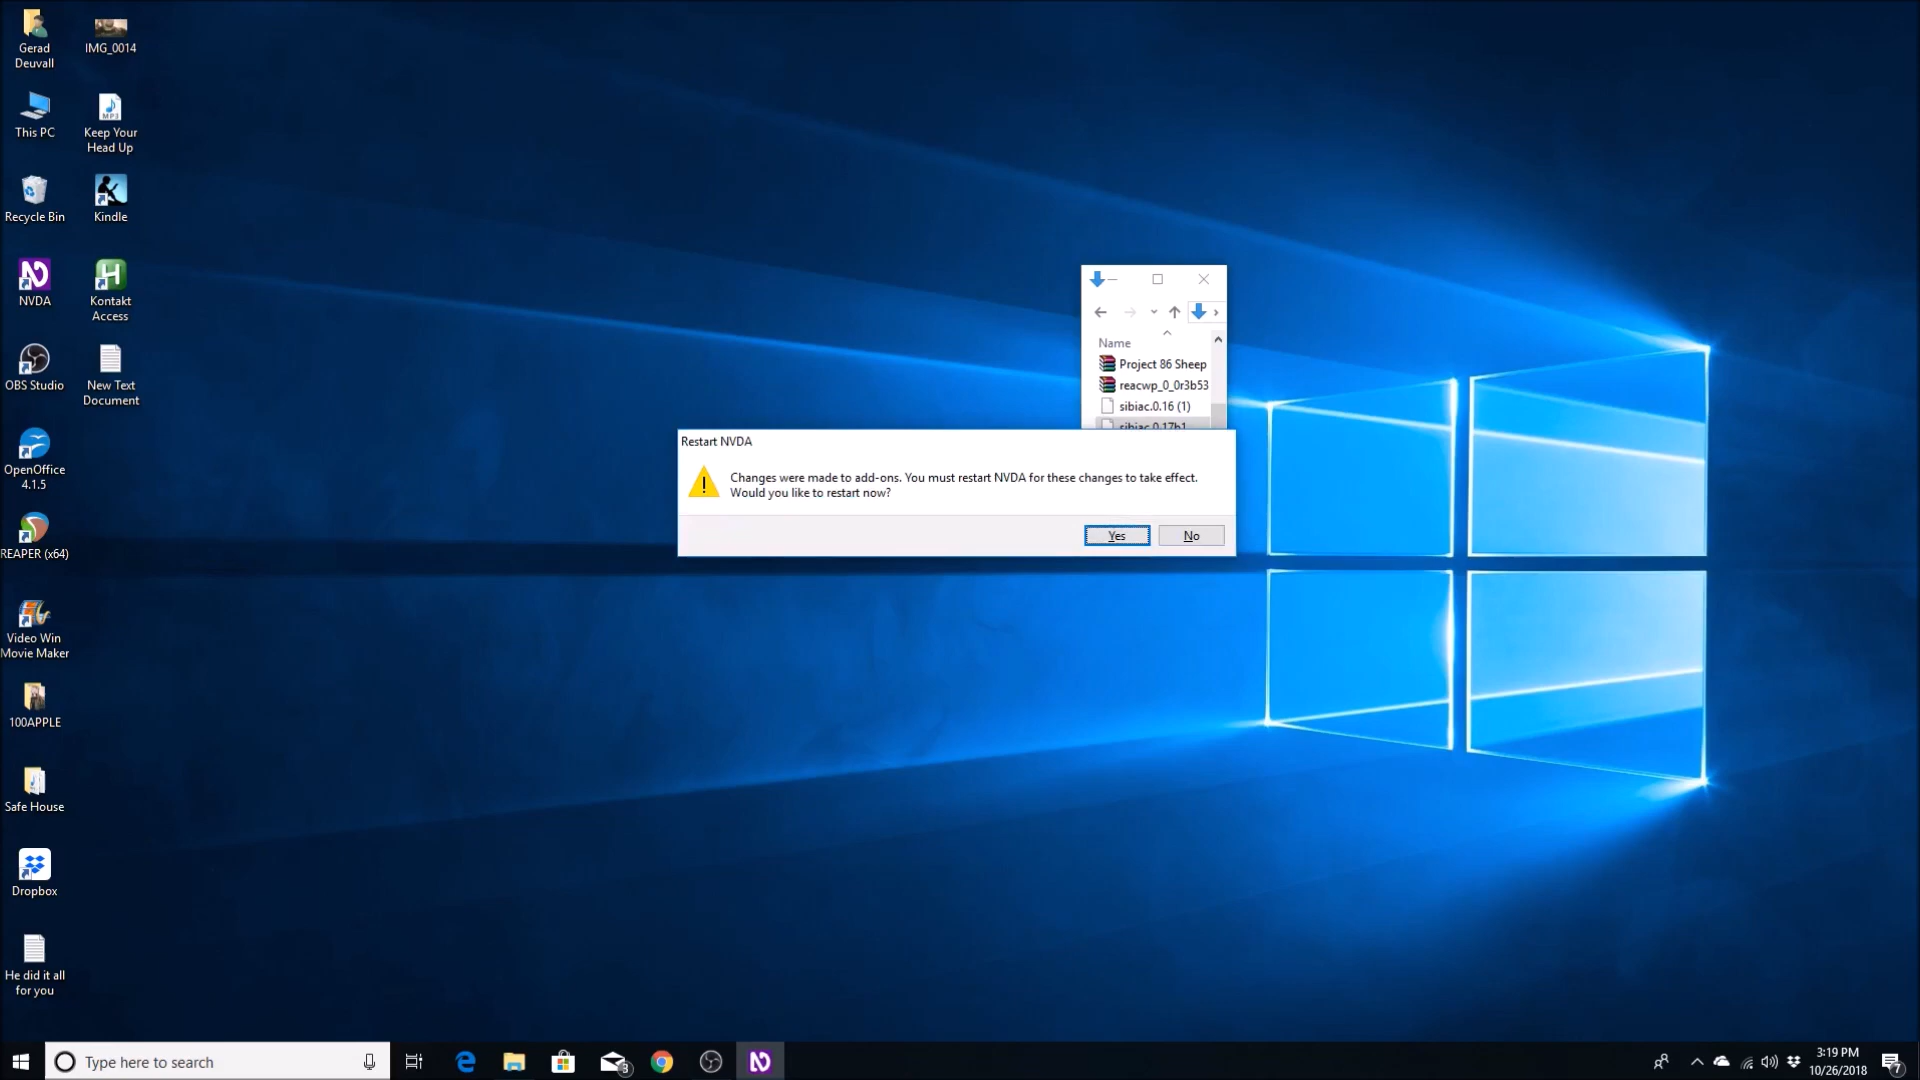 Gerad
Deuvall
IMG_0014
This PC
Keep Your
Head Up
Recycle Bin
Kindle
NVDA
Kontakt
Access
OBS Studio
New Text
Document
OpenOffice
4.1.5
REAPER (x64)
Video Win
Movie Maker
100APPLE
Safe House
Dropbox
He did it all
for you
Name
Project 86 Sheep
reacwp_0_0r3b53
sibiac.0.16 (1)
sibiac.0.17b1
Restart NVDA
Changes were made to add-ons. You must restart NVDA for these changes to take effect.
Would you like to restart now?
Yes
No
Type here to search
3
3:19 PM
10/26/2018
7